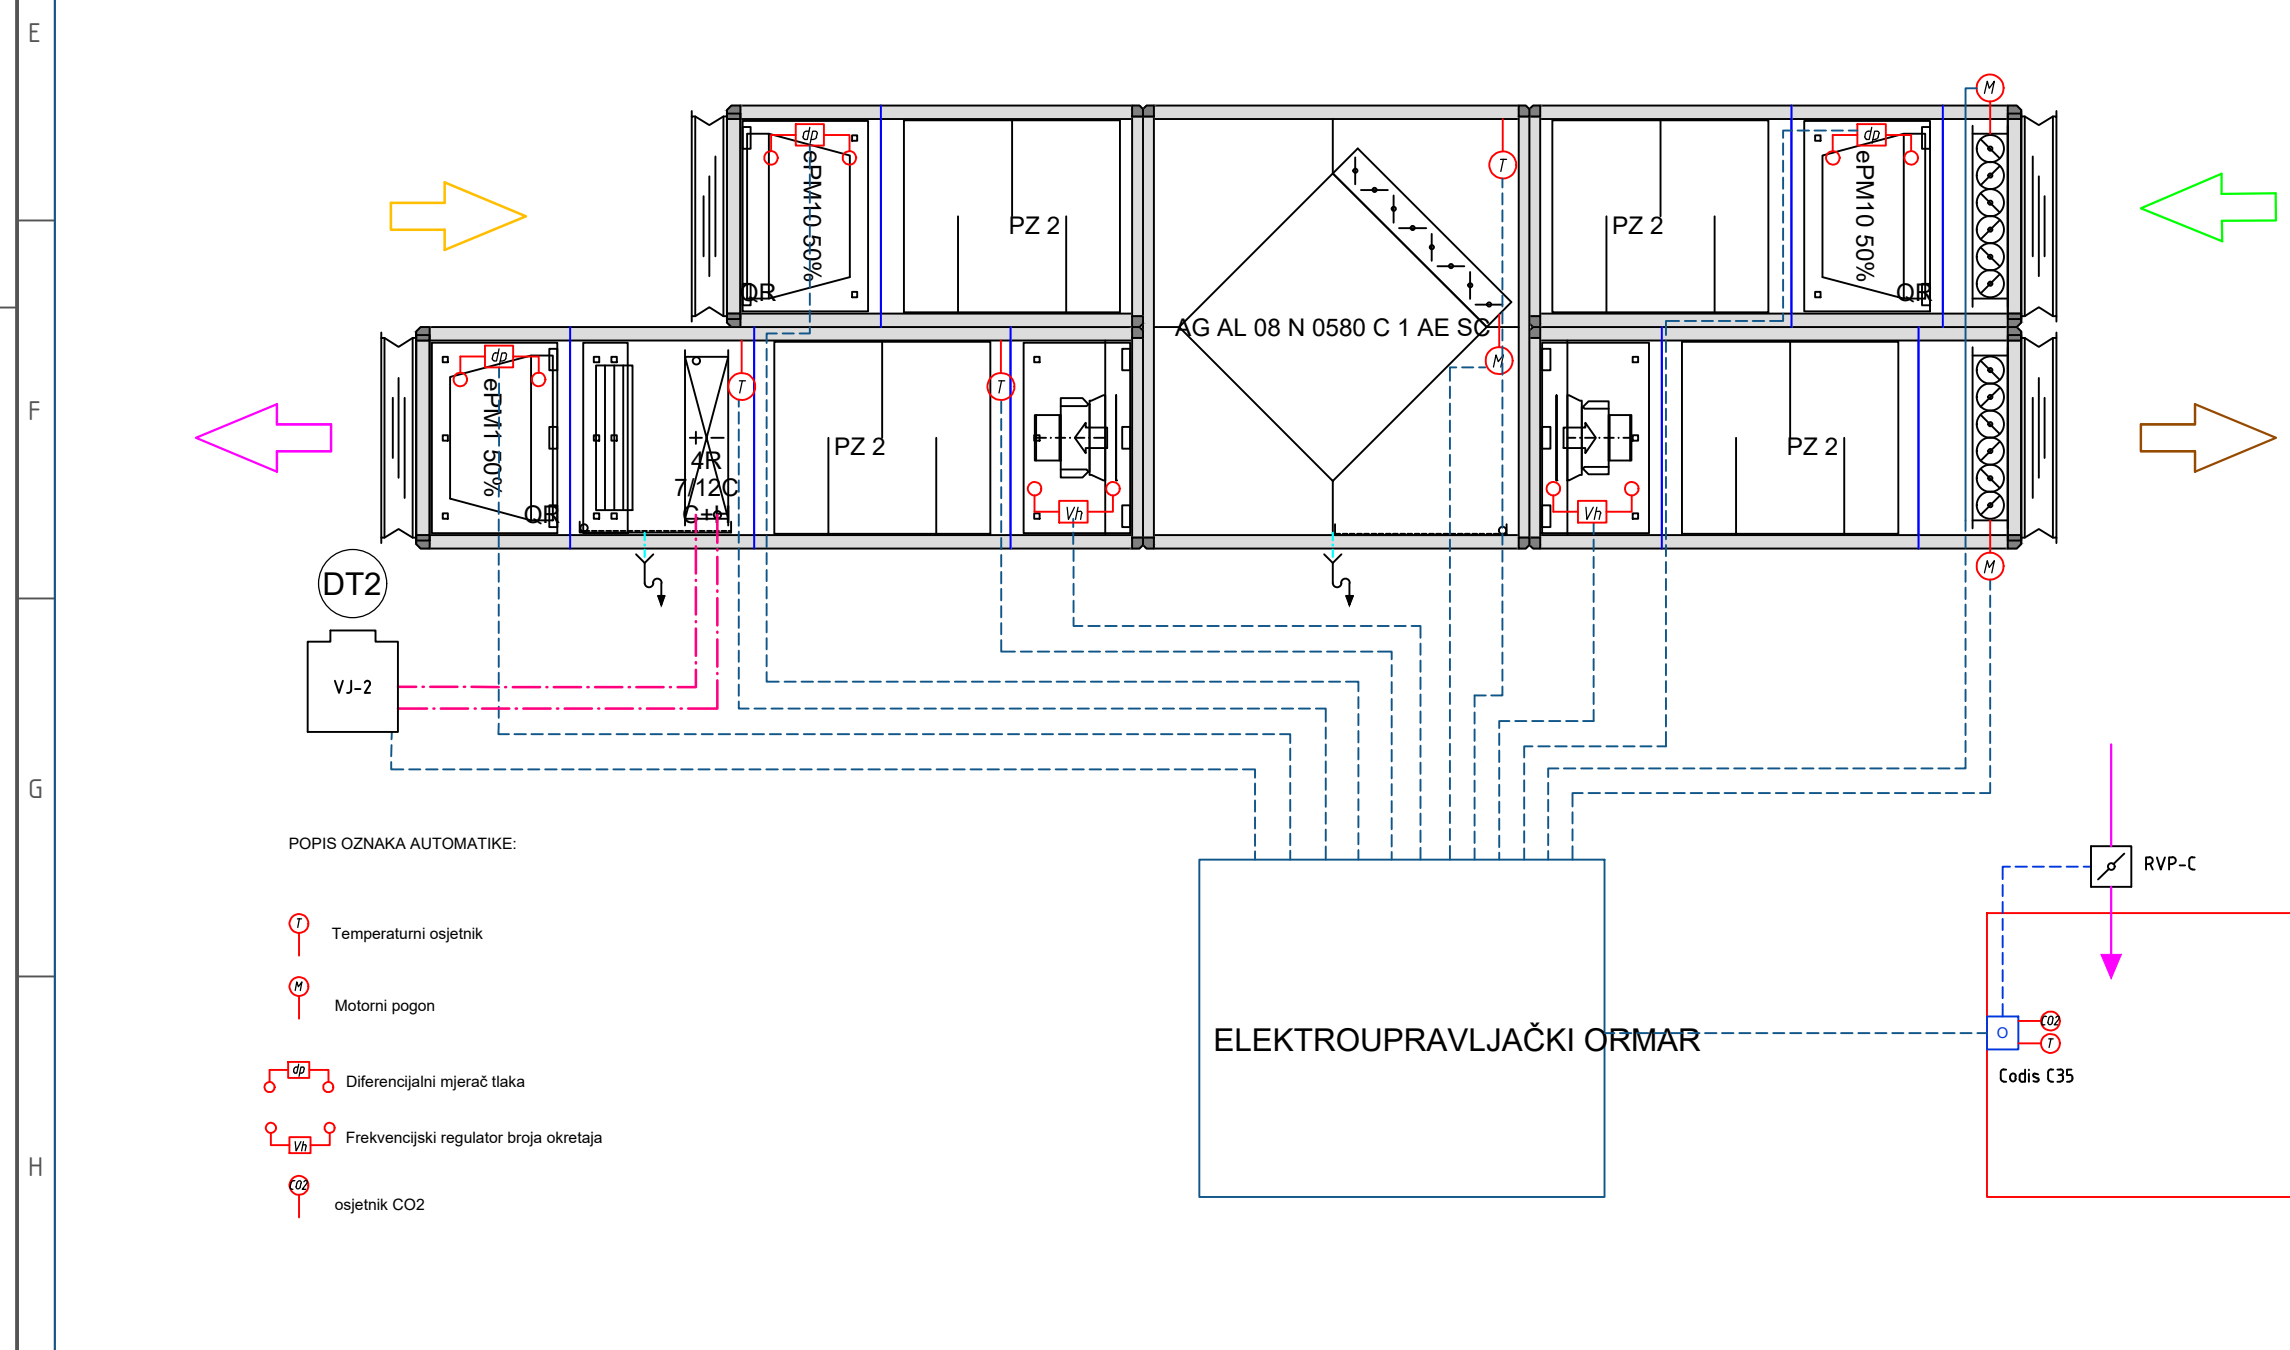 E
M
dp
dp
T
ePM10 50%
ePM10 50%
PZ 2
PZ 2
QR
QR
AG AL 08 N 0580 C 1 AE SC
M
dp
T
T
F
ePM1 50%
PZ 2
PZ 2
4R
7/12C
C+L
QR
Vh
Vh
M
DT2
VJ-2
G
POPIS OZNAKA AUTOMATIKE:
RVP-C
T
Temperaturni osjetnik
M
Motorni pogon
CO2
O
T
ELEKTROUPRAVLJAČKI ORMAR
Codis C35
dp
Diferencijalni mjerač tlaka
Vh
Frekvencijski regulator broja okretaja
H
CO2
osjetnik CO2